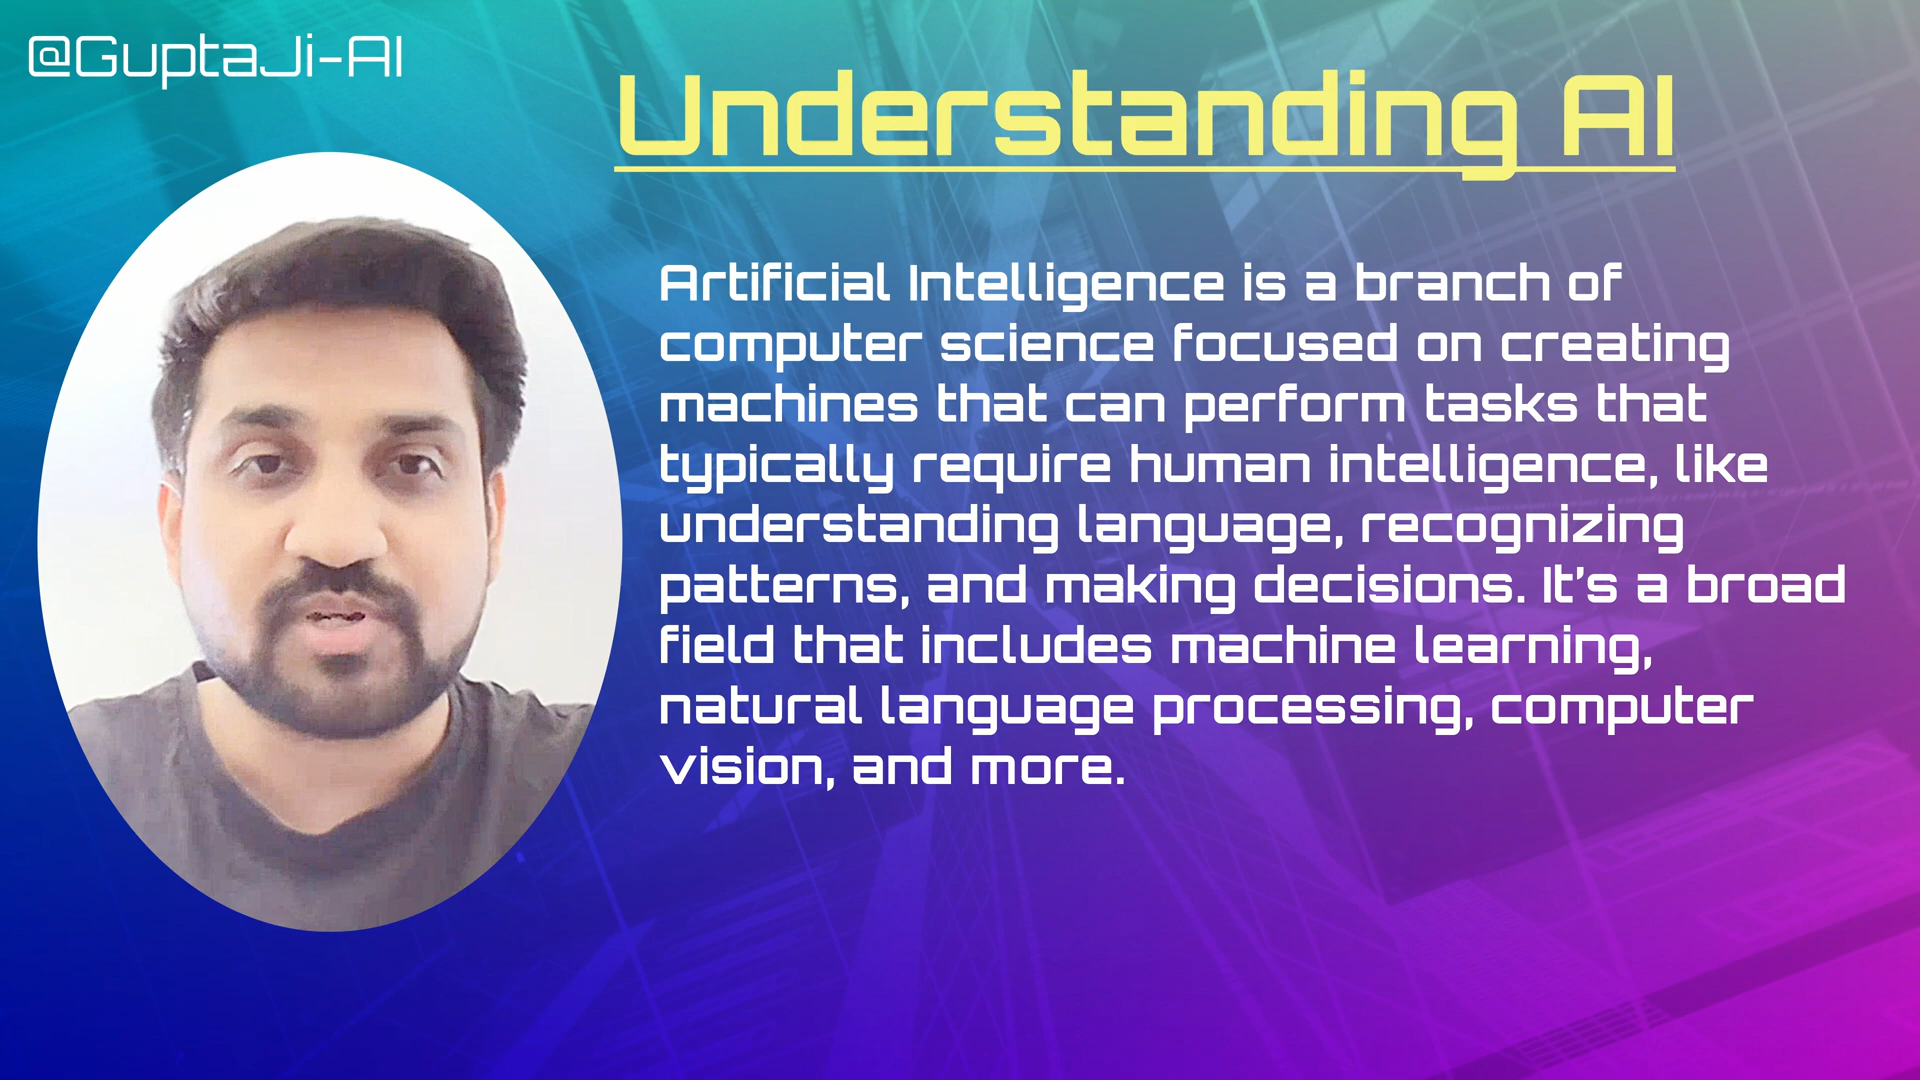 @GuptaJi-AI
Understanding AI
Artificial Intelligence is a branch of
computer science focused on creating
machines that can perform tasks that
typically require human intelligence, like
understanding language, recognizing
patterns, and making decisions. It’s a broad
field that includes machine learning,
natural language processing, computer
vision, and more.